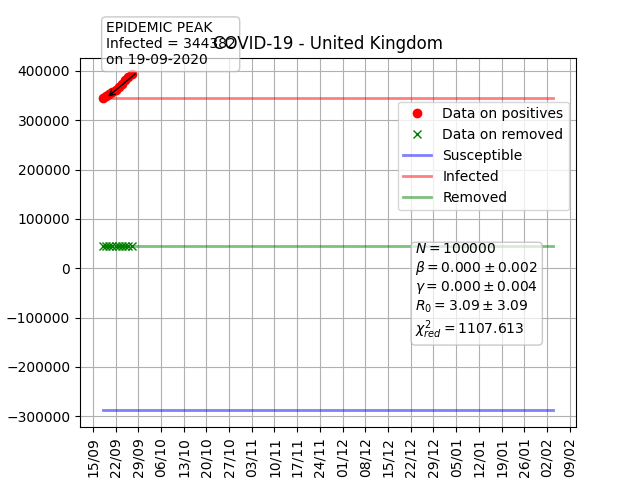 EPIDEMIC PEAK
Infected = 344382
on 19-09-2020
COVID-19 - United Kingdom
400000
300000
200000
100000
0
−100000
−200000
−300000
Data on positives
Data on removed
Susceptible
Infected
Removed
N = 100000
β = 0.000 ± 0.002
γ = 0.000 ± 0.004
R₀ = 3.09 ± 3.09
χ²red = 1107.613
15/09
22/09
29/09
06/10
13/10
20/10
27/10
03/11
10/11
17/11
24/11
01/12
08/12
15/12
22/12
29/12
05/01
12/01
19/01
26/01
02/02
09/02